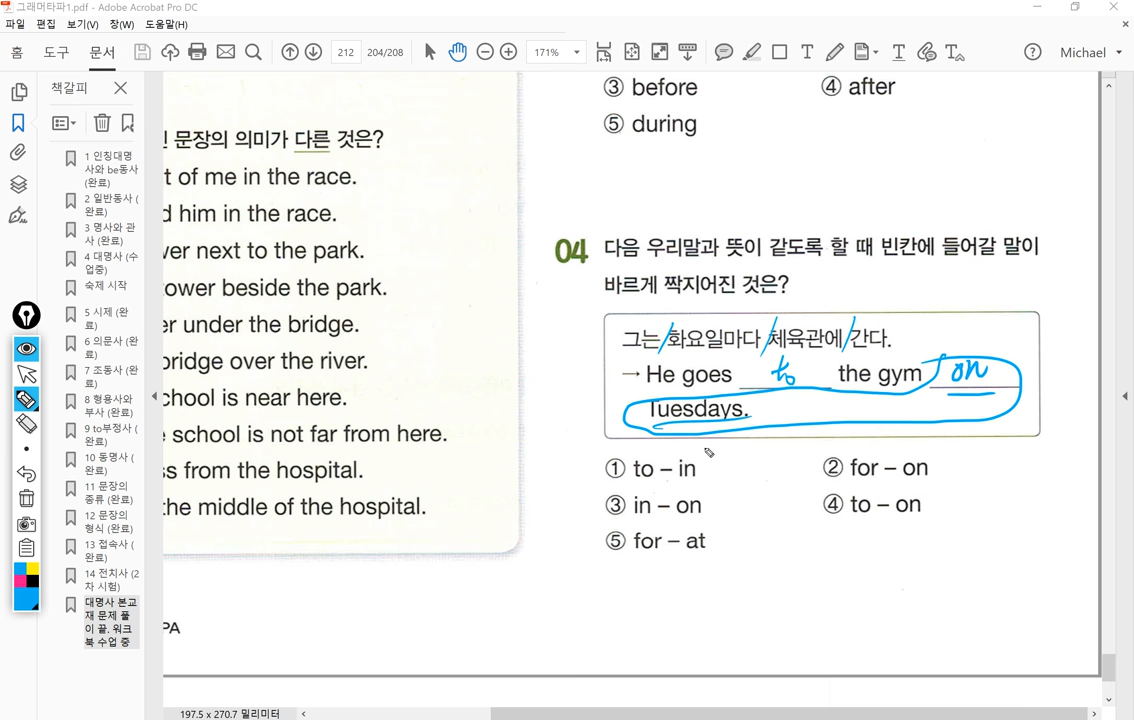 그래머타파1.pdf - Adobe Acrobat Pro DC
파일 편집 보기(V) 창(W) 도움말(H)
홈 도구 문서 212 204/208 171% Michael
책갈피
1 인칭대명
사와 be동사
(완료)
2 일반동사 (
완료)
3 명사와 관
사 (완료)
4 대명사 (수
업중)
숙제 시작
5 시제 (완
료)
6 의문사 (완
료)
7 조동사 (완
료)
8 형용사와
부사 (완료)
9 to부정사 (
완료)
10 동명사 (
완료)
11 문장의
종류 (완료)
12 문장의
형식 (완료)
13 접속사 (
완료)
14 전치사 (2
차 시험)
대명사 본교
재 문제 풀
이 끝. 워크
북 수업 중
문장의 의미가 다른 것은?
t of me in the race.
d him in the race.
wer next to the park.
ower beside the park.
er under the bridge.
bridge over the river.
chool is near here.
e school is not far from here.
ss from the hospital.
the middle of the hospital.
PA
③ before ④ after
⑤ during
04 다음 우리말과 뜻이 같도록 할 때 빈칸에 들어갈 말이
바르게 짝지어진 것은?
그는/화요일마다/체육관에/간다.
→ He goes to the gym on
Tuesdays.
① to – in ② for – on
③ in – on ④ to – on
⑤ for – at
197.5 x 270.7 밀리미터